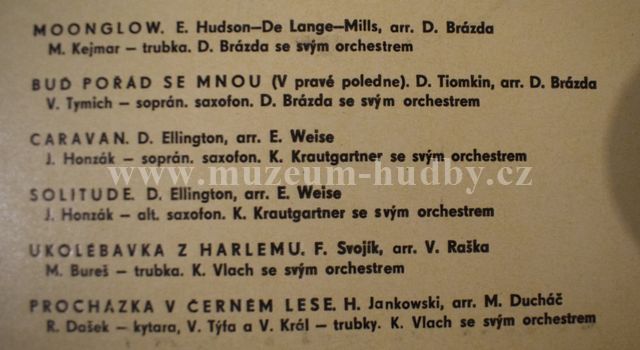 MOONGLOW. E. Hudson—De Lange—Mills, arr. D. Brázda
M. Kejmar — trubka. D. Brázda se svým orchestrem
BUĎ POŘÁD SE MNOU (V pravé poledne). D. Tiomkin, arr. D. Brázda
V. Tymich — soprán. saxofon. D. Brázda se svým orchestrem
CARAVAN. D. Ellington, arr. E. Weise
J. Honzák — soprán. saxofon. K. Krautgartner se svým orchestrem
www.muzeum-hudby.cz
SOLITUDE. D. Ellington, arr. E. Weise
J. Honzák — alt. saxofon. K. Krautgartner se svým orchestrem
UKOLÉBAVKA Z HARLEMU. F. Svojík, arr. V. Raška
M. Bureš — trubka. K. Vlach se svým orchestrem
PROCHÁZKA V ČERNÉM LESE. H. Jankowski, arr. M. Ducháč
R. Dašek — kytara, V. Týfa a V. Král — trubky. K. Vlach se svým orchestrem